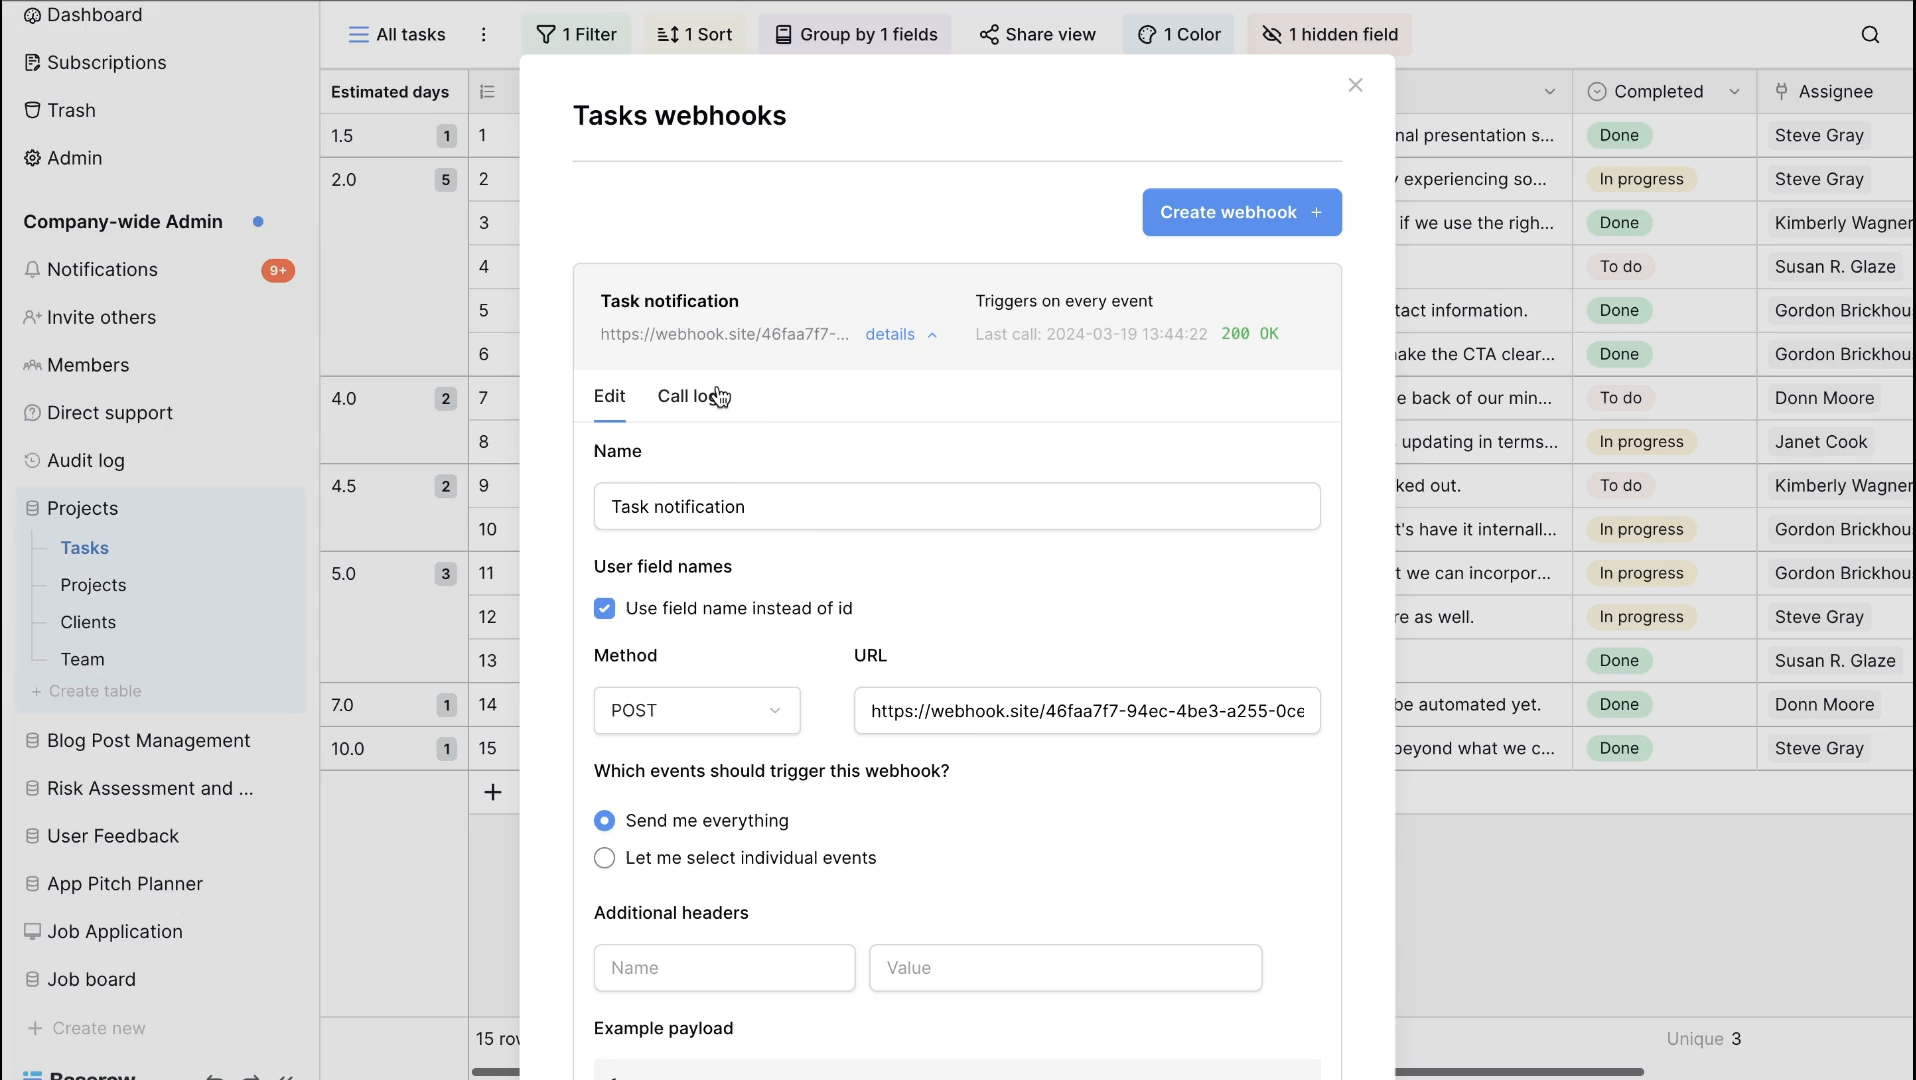 Dashboard
Subscriptions
Trash
Admin
Company-wide Admin
Notifications 9+
Invite others
Members
Direct support
Audit log
Projects
Tasks
Projects
Clients
Team
+ Create table
Blog Post Management
Risk Assessment and ...
User Feedback
App Pitch Planner
Job Application
Job board
+ Create new
Baserow
All tasks
1 Filter
1 Sort
Group by 1 fields
Share view
1 Color
1 hidden field
Estimated days
Completed
Assignee
1.5 1
2.0 5
4.0 2
4.5 2
5.0 3
7.0 1
10.0 1
1
2
3
4
5
6
7
8
9
10
11
12
13
14
15
+
15 rov
Tasks webhooks
Create webhook +
Task notification
Triggers on every event
https://webhook.site/46faa7f7-... details
Last call: 2024-03-19 13:44:22 200 OK
Edit
Call log
Name
Task notification
User field names
Use field name instead of id
Method
URL
POST
https://webhook.site/46faa7f7-94ec-4be3-a255-0ce
Which events should trigger this webhook?
Send me everything
Let me select individual events
Additional headers
Name
Value
Example payload
nal presentation s... Done Steve Gray
experiencing so... In progress Steve Gray
if we use the righ... Done Kimberly Wagner
To do Susan R. Glaze
tact information. Done Gordon Brickhou
ake the CTA clear... Done Gordon Brickhou
e back of our min... To do Donn Moore
updating in terms... In progress Janet Cook
ked out. To do Kimberly Wagner
t's have it internall... In progress Gordon Brickhou
t we can incorpor... In progress Gordon Brickhou
re as well. In progress Steve Gray
Done Susan R. Glaze
be automated yet. Done Donn Moore
beyond what we c... Done Steve Gray
Unique 3